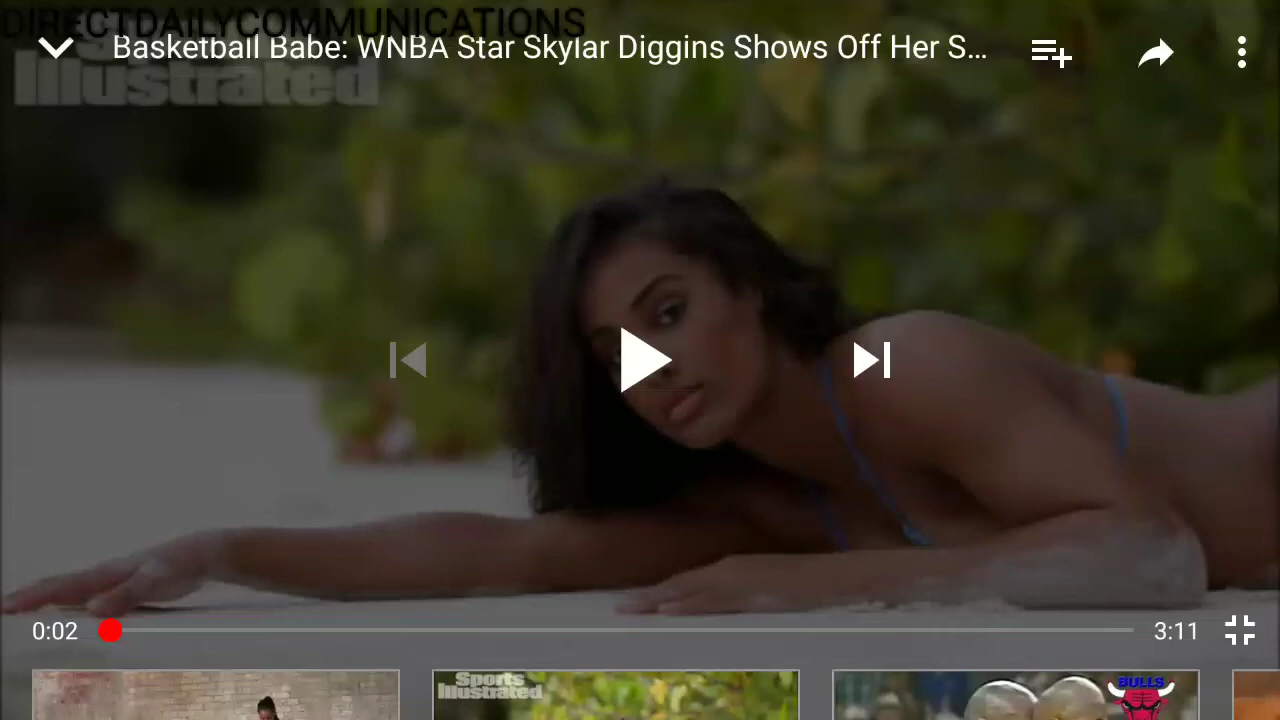 DIRECTDAILYCOMMUNICATIONS
Basketball Babe: WNBA Star Skylar Diggins Shows Off Her S...
Sports
Illustrated
0:02
3:11
Sports
Illustrated
BULLS